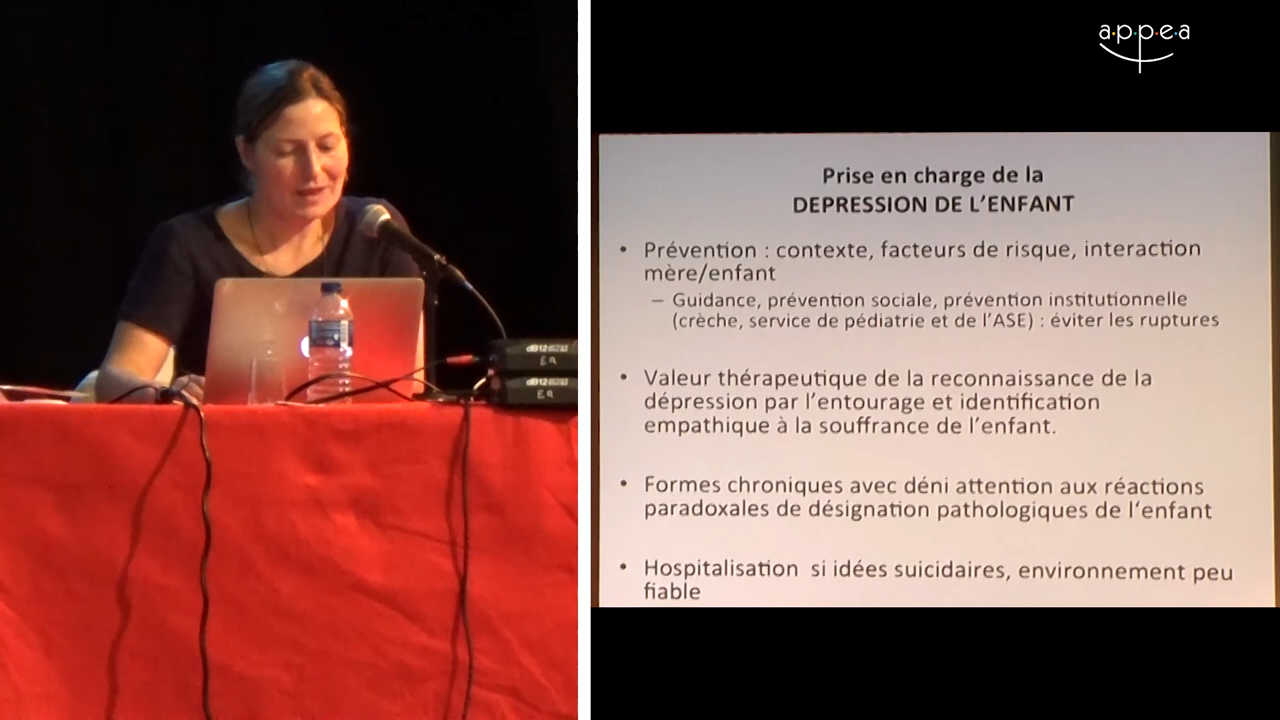 a·p·p·e·a
Prise en charge de la
DEPRESSION DE L'ENFANT
• Prévention : contexte, facteurs de risque, interaction
mère/enfant
– Guidance, prévention sociale, prévention institutionnelle
(crèche, service de pédiatrie et de l'ASE) : éviter les ruptures
• Valeur thérapeutique de la reconnaissance de la
dépression par l'entourage et identification
empathique à la souffrance de l'enfant.
• Formes chroniques avec déni attention aux réactions
paradoxales de désignation pathologiques de l'enfant
• Hospitalisation si idées suicidaires, environnement peu
fiable
EQ
EQ